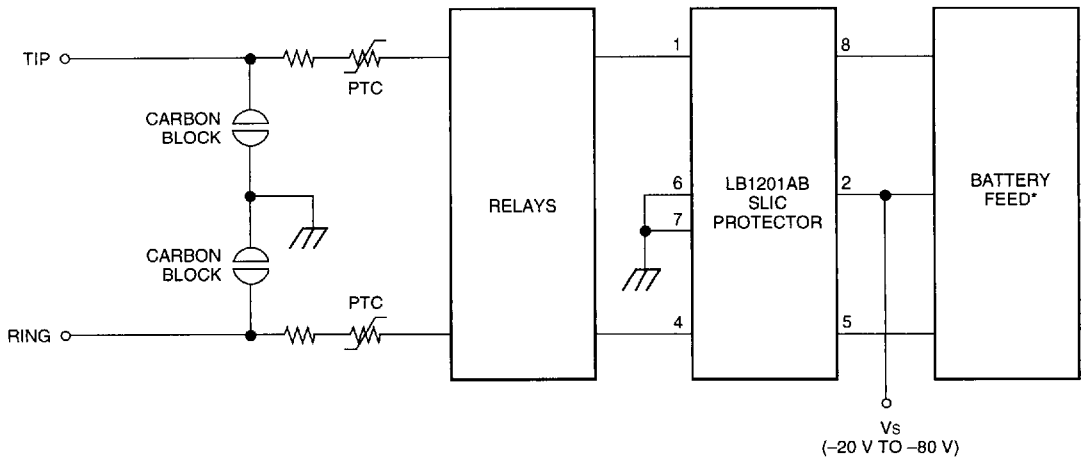 TIP
PTC
CARBON
BLOCK
CARBON
BLOCK
RING
PTC
RELAYS
1
6
7
4
LB1201AB
SLIC
PROTECTOR
8
2
5
BATTERY
FEED*
VS
(–20 V TO –80 V)